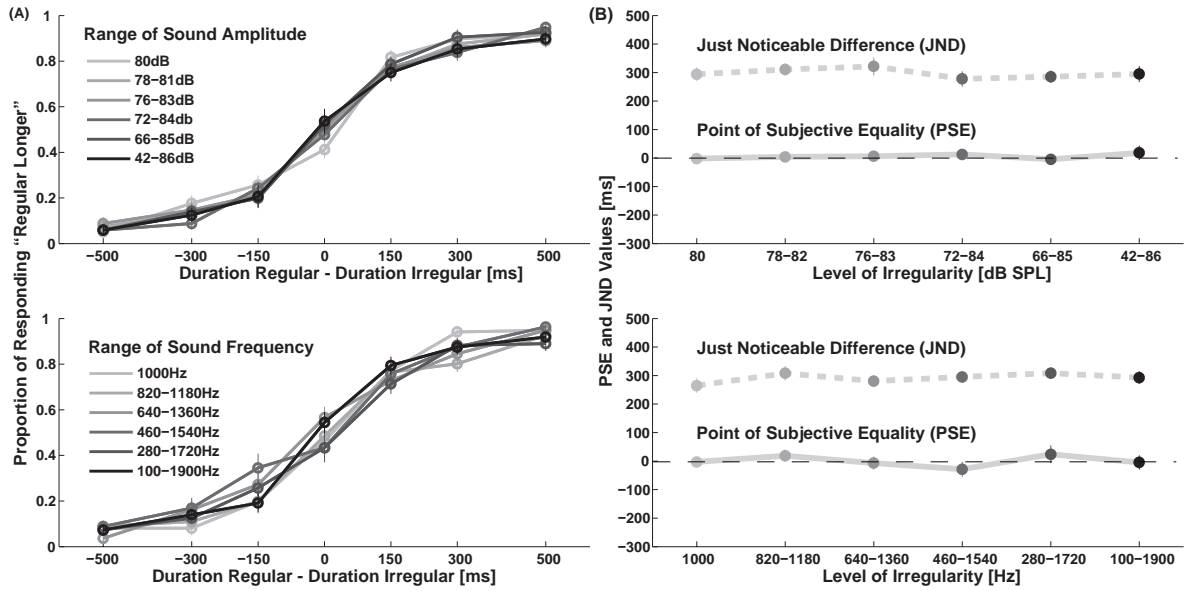 (A)
Proportion of Responding “Regular Longer”
1
0.8
0.6
0.4
0.2
0
Range of Sound Amplitude
80dB
78−81dB
76−83dB
72−84db
66−85dB
42−86dB
−500
−300
−150
0
150
300
500
Duration Regular - Duration Irregular [ms]
1
0.8
0.6
0.4
0.2
0
Range of Sound Frequency
1000Hz
820−1180Hz
640−1360Hz
460−1540Hz
280−1720Hz
100−1900Hz
−500
−300
−150
0
150
300
500
Duration Regular - Duration Irregular [ms]
(B)
PSE and JND Values [ms]
500
400
300
200
100
0
−100
−200
−300
Just Noticeable Difference (JND)
Point of Subjective Equality (PSE)
80
78−82
76−83
72−84
66−85
42−86
Level of Irregularity [dB SPL]
500
400
300
200
100
0
−100
−200
−300
Just Noticeable Difference (JND)
Point of Subjective Equality (PSE)
1000
820−1180
640−1360
460−1540
280−1720
100−1900
Level of Irregularity [Hz]